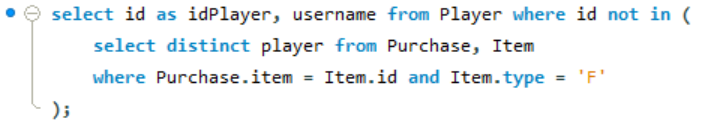 select id as idPlayer, username from Player where id not in (
select distinct player from Purchase, Item
where Purchase.item = Item.id and Item.type = 'F'
);